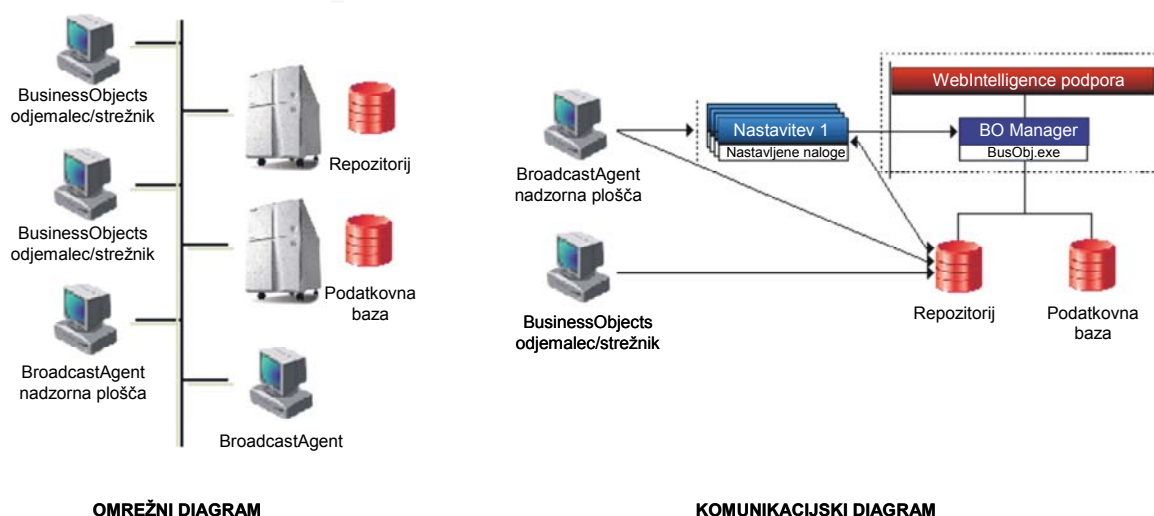 BusinessObjects
odjemalec/strežnik
Repozitorij
BusinessObjects
odjemalec/strežnik
Podatkovna
baza
BroadcastAgent
nadzorna plošča
BroadcastAgent
OMREŽNI DIAGRAM
WebIntelligence podpora
Nastavitev 1
Nastavljene naloge
BO Manager
BusObj.exe
BroadcastAgent
nadzorna plošča
BusinessObjects
odjemalec/strežnik
Repozitorij
Podatkovna
baza
KOMUNIKACIJSKI DIAGRAM